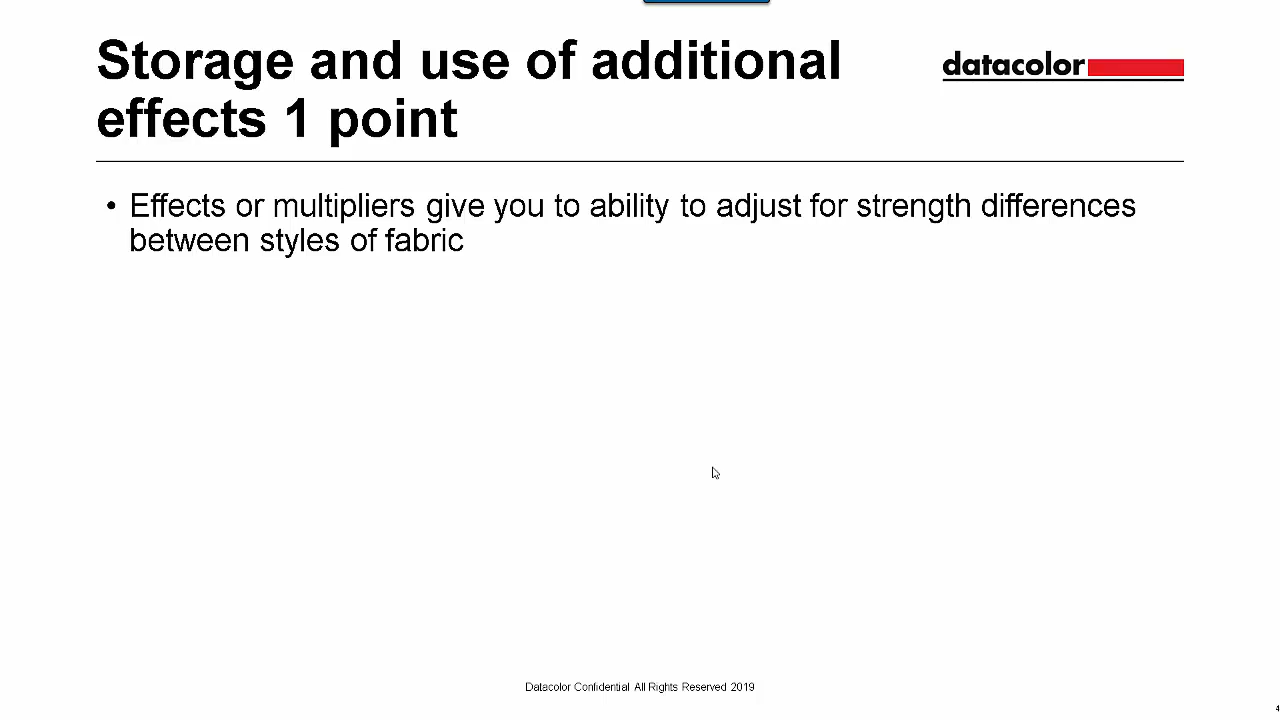 Storage and use of additional
effects 1 point
datacolor
• Effects or multipliers give you to ability to adjust for strength differences
between styles of fabric
Datacolor Confidential All Rights Reserved 2019
4